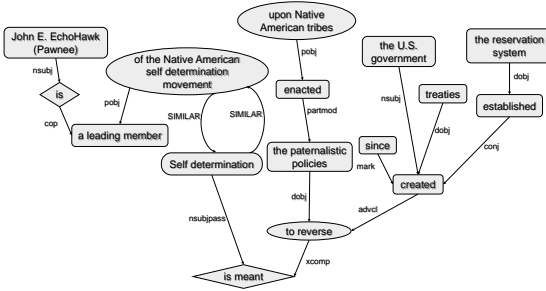 upon Native
American tribes
John E. EchoHawk
(Pawnee)
the U.S.
government
the reservation
system
of the Native American
self determination
movement
pobj
nsubj
dobj
is
pobj
enacted
treaties
established
SIMILAR
SIMILAR
nsubj
partmod
cop
a leading member
dobj
since
conj
the paternalistic
policies
Self determination
mark
created
dobj
advcl
nsubjpass
to reverse
xcomp
is meant